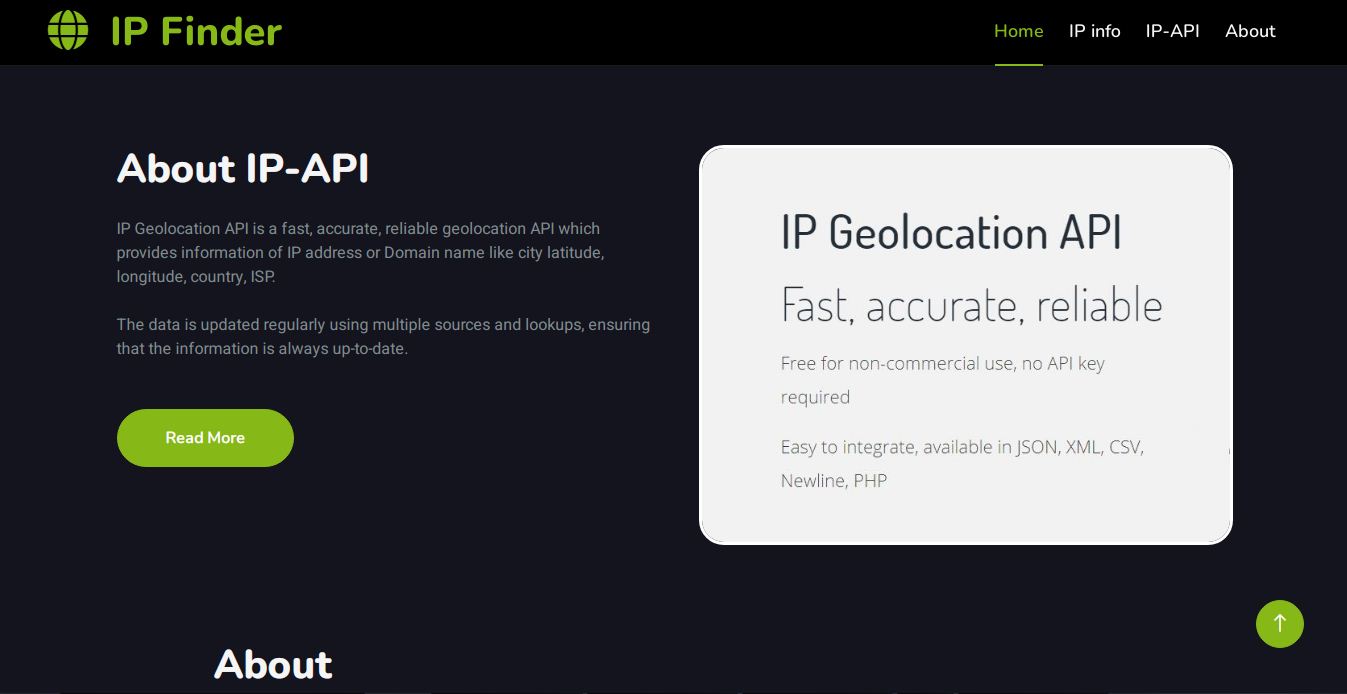 IP Finder
Home IP info IP-API About
About IP-API
IP Geolocation API is a fast, accurate, reliable geolocation API which
provides information of IP address or Domain name like city latitude,
longitude, country, ISP.
The data is updated regularly using multiple sources and lookups, ensuring
that the information is always up-to-date.
Read More
IP Geolocation API
Fast, accurate, reliable
Free for non-commercial use, no API key
required
Easy to integrate, available in JSON, XML, CSV,
Newline, PHP
About